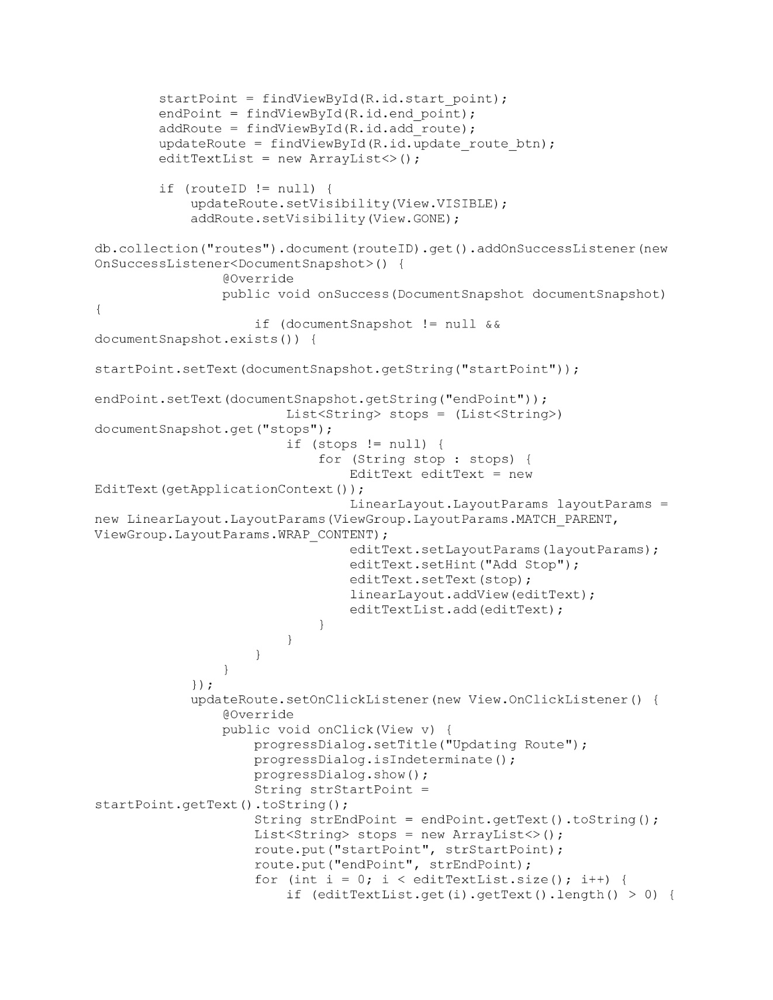 startPoint = findViewById(R.id.start_point);
endPoint = findViewById(R.id.end_point);
addRoute = findViewById(R.id.add_route);
updateRoute = findViewById(R.id.update_route_btn);
editTextList = new ArrayList<>();
if (routeID != null) {
updateRoute.setVisibility(View.VISIBLE);
addRoute.setVisibility(View.GONE);
db.collection("routes").document(routeID).get().addOnSuccessListener(new
OnSuccessListener<DocumentSnapshot>() {
@Override
public void onSuccess(DocumentSnapshot documentSnapshot)
{
if (documentSnapshot != null &&
documentSnapshot.exists()) {
startPoint.setText(documentSnapshot.getString("startPoint"));
endPoint.setText(documentSnapshot.getString("endPoint"));
List<String> stops = (List<String>)
documentSnapshot.get("stops");
if (stops != null) {
for (String stop : stops) {
EditText editText = new
EditText(getApplicationContext());
LinearLayout.LayoutParams layoutParams =
new LinearLayout.LayoutParams(ViewGroup.LayoutParams.MATCH_PARENT,
ViewGroup.LayoutParams.WRAP_CONTENT);
editText.setLayoutParams(layoutParams);
editText.setHint("Add Stop");
editText.setText(stop);
linearLayout.addView(editText);
editTextList.add(editText);
}
}
}
}
});
updateRoute.setOnClickListener(new View.OnClickListener() {
@Override
public void onClick(View v) {
progressDialog.setTitle("Updating Route");
progressDialog.isIndeterminate();
progressDialog.show();
String strStartPoint =
startPoint.getText().toString();
String strEndPoint = endPoint.getText().toString();
List<String> stops = new ArrayList<>();
route.put("startPoint", strStartPoint);
route.put("endPoint", strEndPoint);
for (int i = 0; i < editTextList.size(); i++) {
if (editTextList.get(i).getText().length() > 0) {